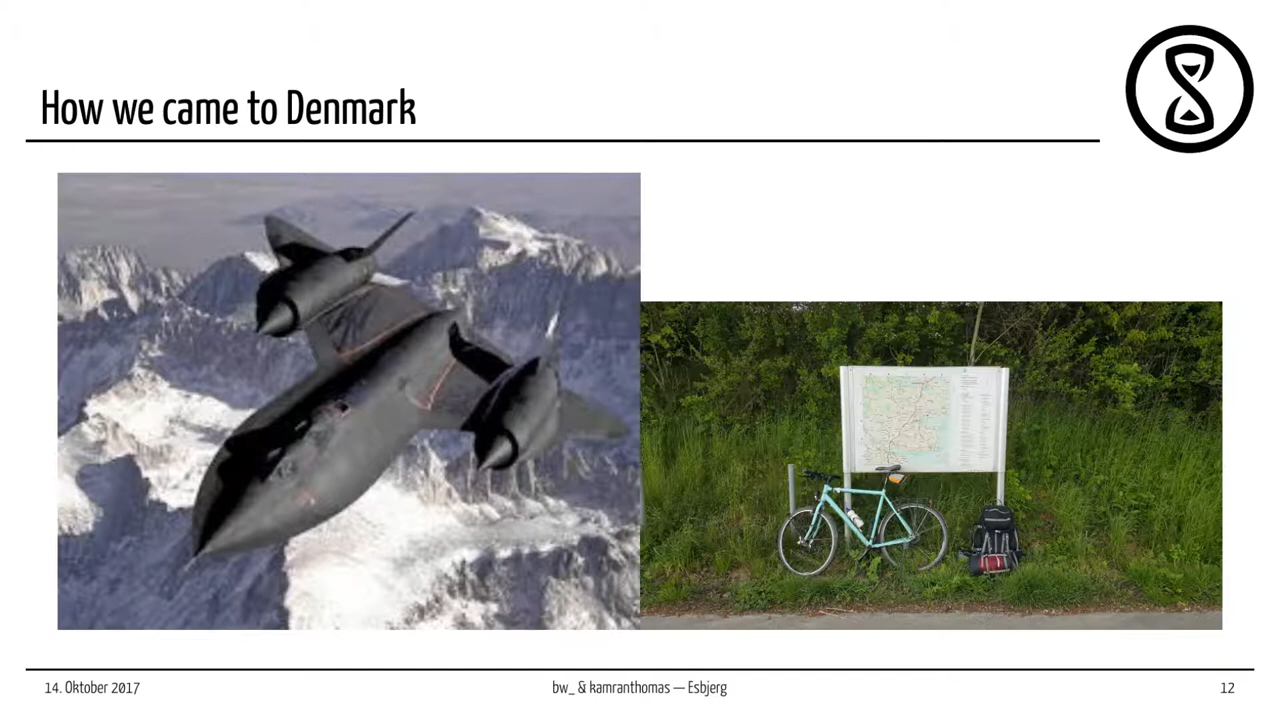 How we came to Denmark
14. Oktober 2017
bw_ & kamranthomas — Esbjerg
12